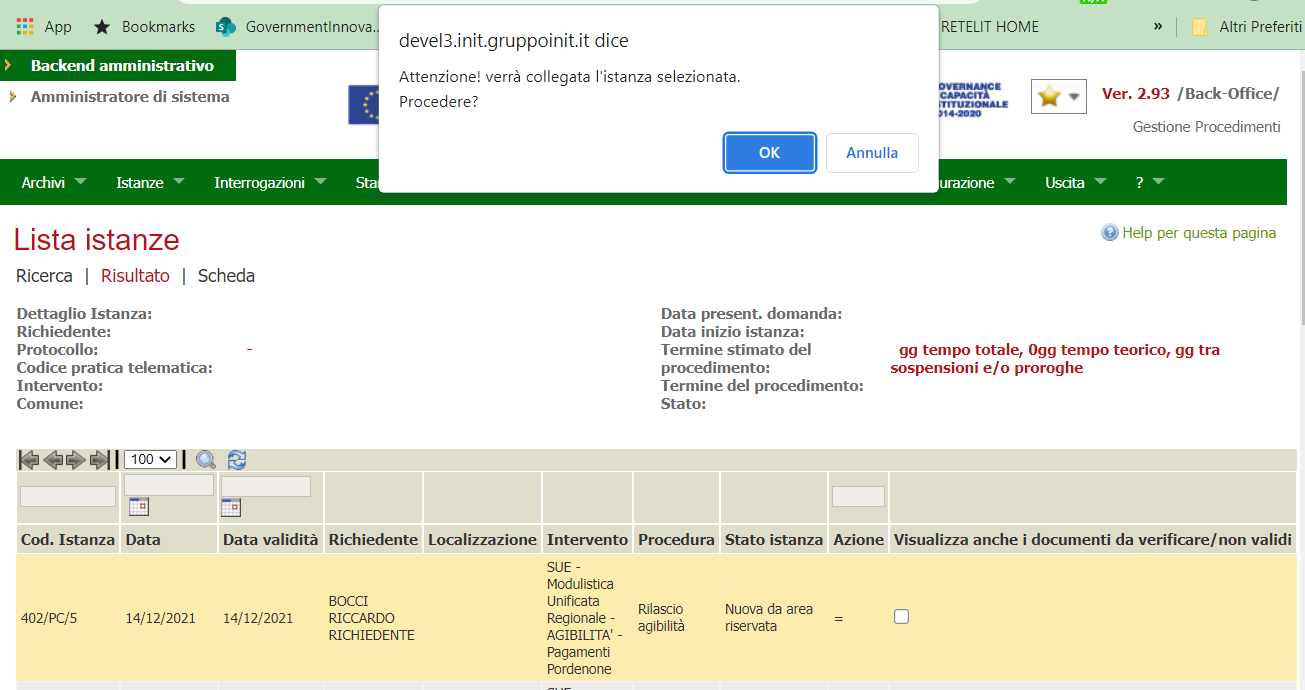 App
Bookmarks
GovernmentInnova...
RETELIT HOME
»
Altri Preferiti
devel3.init.gruppoinit.it dice
Attenzione! verrà collegata l'istanza selezionata.
Procedere?
OK
Annulla
Backend amministrativo
Amministratore di sistema
CAPACITÀ
2014-2020
Ver. 2.93 /Back-Office/
Gestione Procedimenti
Archivi
Istanze
Interrogazioni
Sta
urazione
Uscita
?
Lista istanze
Help per questa pagina
Ricerca | Risultato | Scheda
Dettaglio Istanza:
Richiedente:
Protocollo: -
Codice pratica telematica:
Intervento:
Comune:
Data present. domanda:
Data inizio istanza:
Termine stimato del procedimento: gg tempo totale, 0gg tempo teorico, gg tra sospensioni e/o proroghe
Termine del procedimento:
Stato:
100
Cod. Istanza Data Data validità Richiedente Localizzazione Intervento Procedura Stato istanza Azione Visualizza anche i documenti da verificare/non validi
402/PC/5
14/12/2021
14/12/2021
BOCCI
RICCARDO
RICHIEDENTE
SUE -
Modulistica
Unificata
Regionale -
AGIBILITA' -
Pagamenti
Pordenone
Rilascio
agibilità
Nuova da area
riservata
=